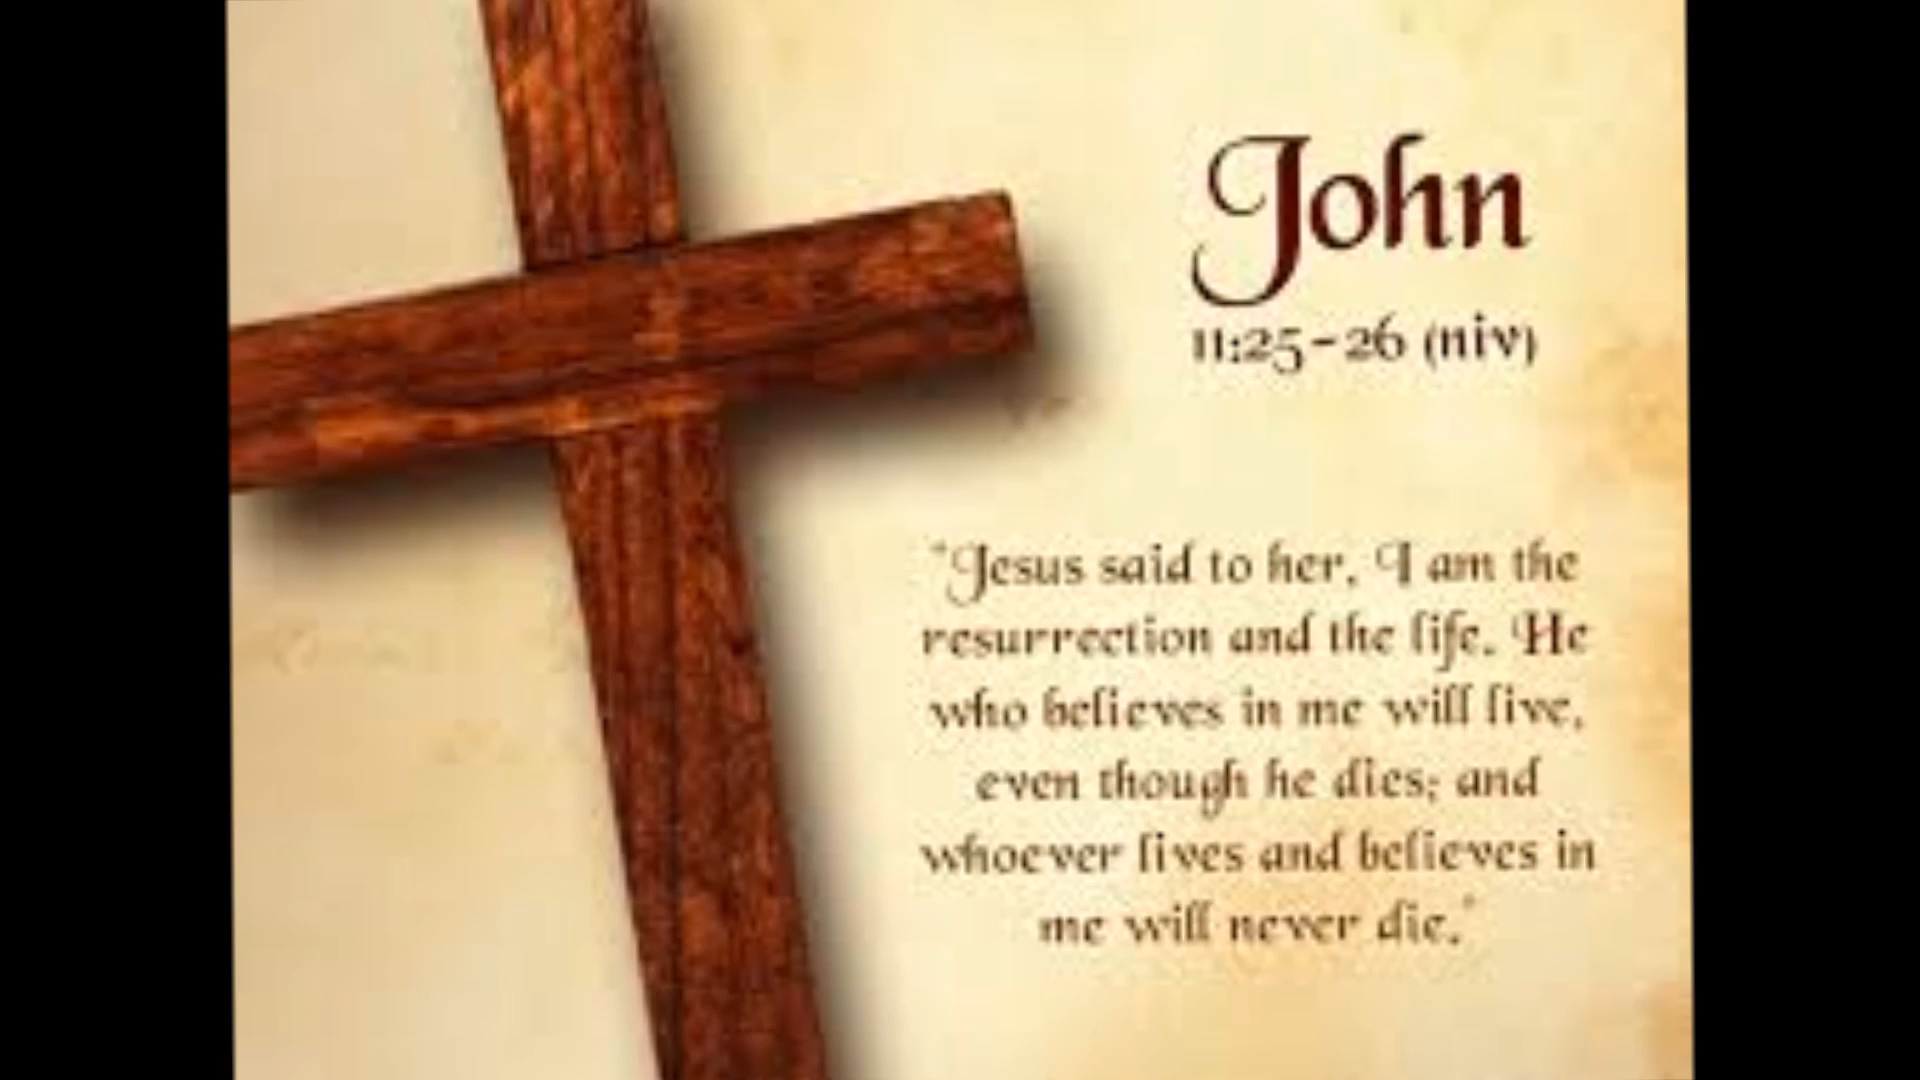 John
11:25-26 (niv)
"Jesus said to her, I am the
resurrection and the life. He
who believes in me will live,
even though he dies; and
whoever lives and believes in
me will never die."